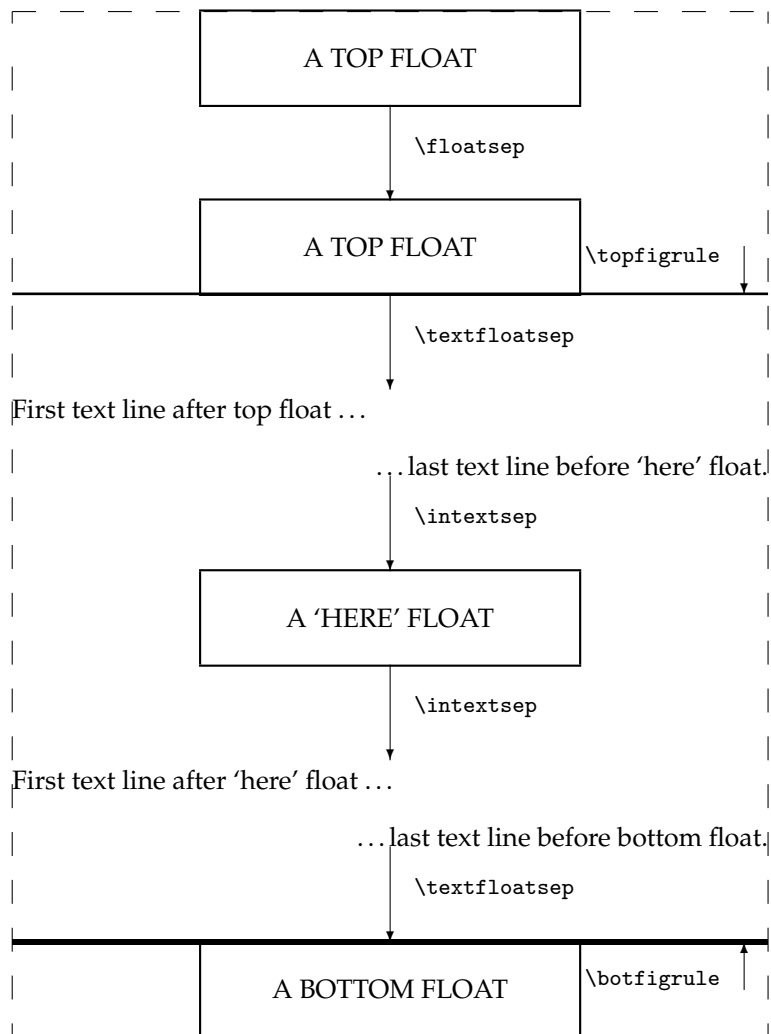 A TOP FLOAT
\floatsep
A TOP FLOAT
\topfigrule
\textfloatsep
First text line after top float …
…last text line before ‘here’ float.
\intextsep
A ‘HERE’ FLOAT
\intextsep
First text line after ‘here’ float …
…last text line before bottom float.
\textfloatsep
\botfigrule
A BOTTOM FLOAT